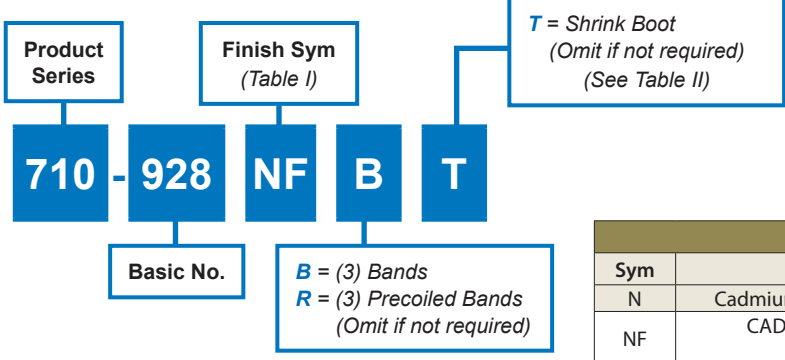 Product
Series
Finish Sym
(Table I)
T = Shrink Boot
(Omit if not required)
(See Table II)
710 - 928 NF B T
Basic No.
B = (3) Bands
R = (3) Precoiled Bands
(Omit if not required)
Sym
N
NF